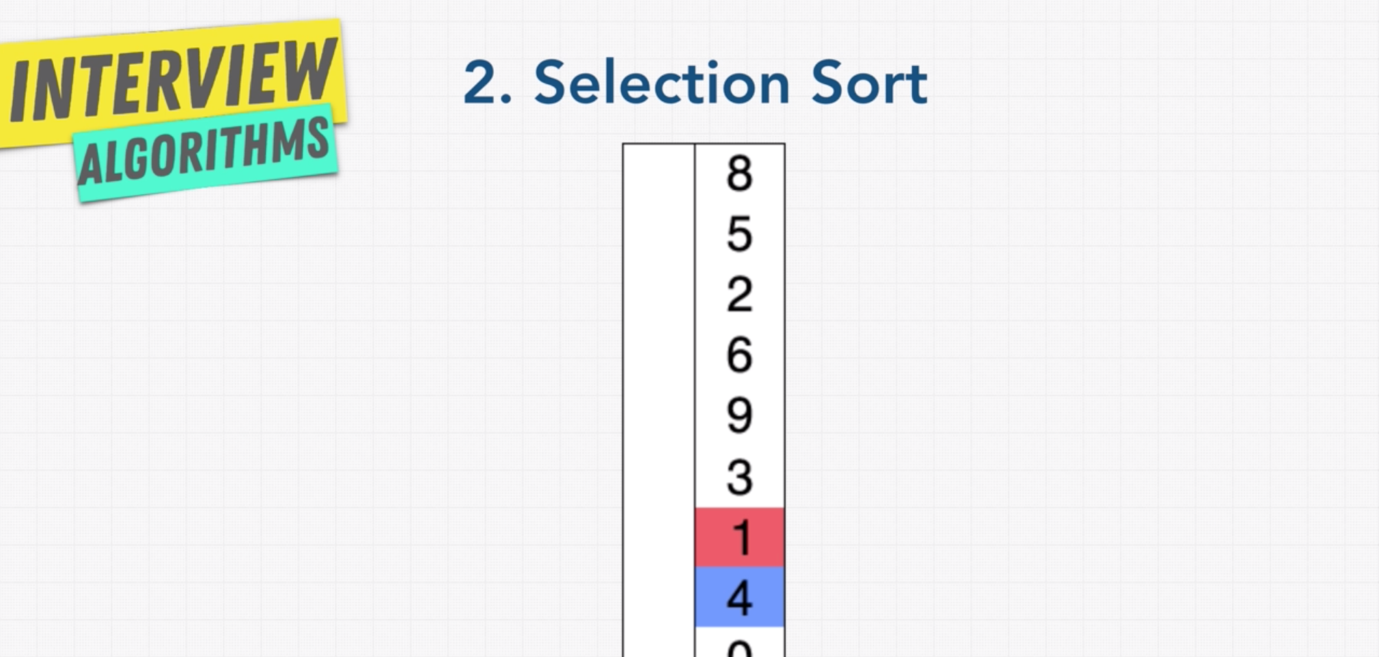 INTERVIEW
ALGORITHMS
2. Selection Sort
8
5
2
6
9
3
1
4